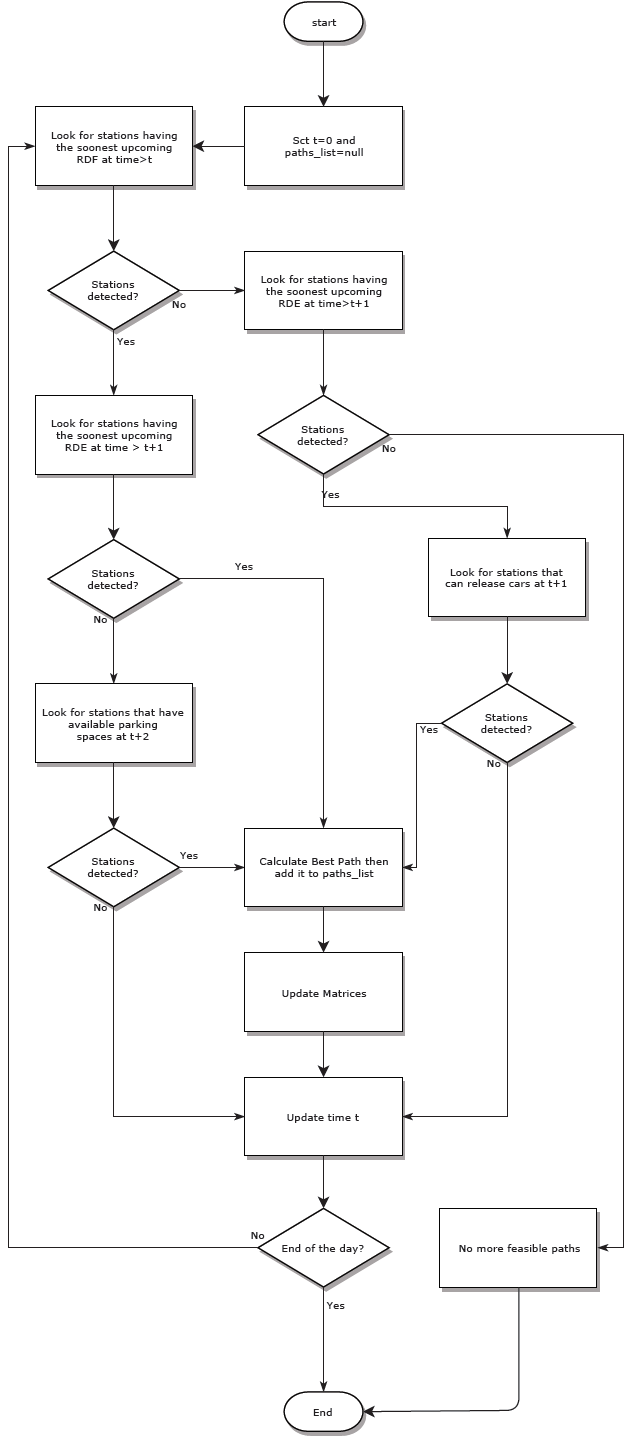 start
Look for stations having
the soonest upcoming
RDF at time>t
Sct t=0 and
paths_list=null
Stations
detected?
No
Yes
Look for stations having
the soonest upcoming
RDE at time>t+1
Look for stations having
the soonest upcoming
RDE at time > t+1
Stations
detected?
No
Yes
Stations
detected?
Yes
No
Look for stations that
can release cars at t+1
Look for stations that have
available parking
spaces at t+2
Stations
detected?
Yes
No
Stations
detected?
Yes
No
Calculate Best Path then
add it to paths_list
Update Matrices
Update time t
End of the day?
No
Yes
No more feasible paths
End